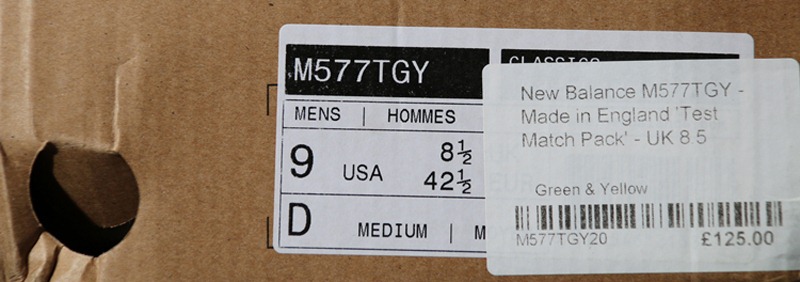 M577TGY
CLASSICS
MENS | HOMMES
9 USA 8½
42½
D MEDIUM | M
New Balance M577TGY -
Made in England 'Test
Match Pack' - UK 8 5
Green & Yellow
M577TGY20 £125.00